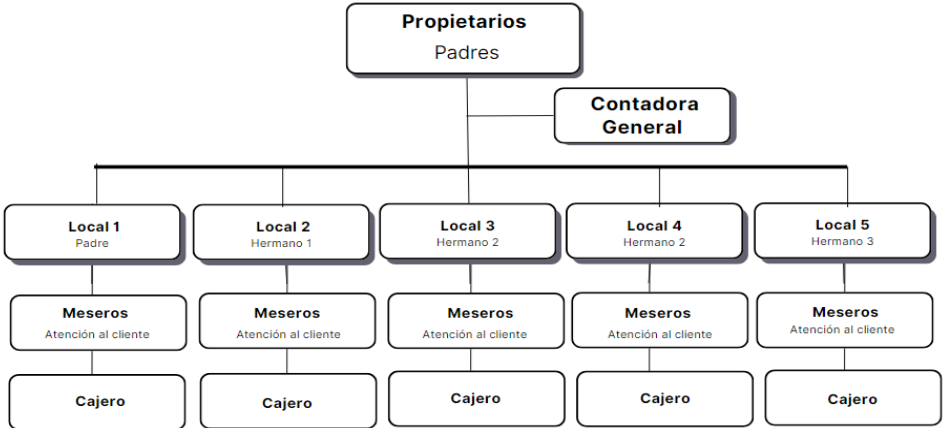 Propietarios
Padres
Contadora
General
Local 1
Padre
Local 2
Hermano 1
Local 3
Hermano 2
Local 4
Hermano 2
Local 5
Hermano 3
Meseros
Atención al cliente
Meseros
Atención al cliente
Meseros
Atención al cliente
Meseros
Atención al cliente
Meseros
Atención al cliente
Cajero
Cajero
Cajero
Cajero
Cajero